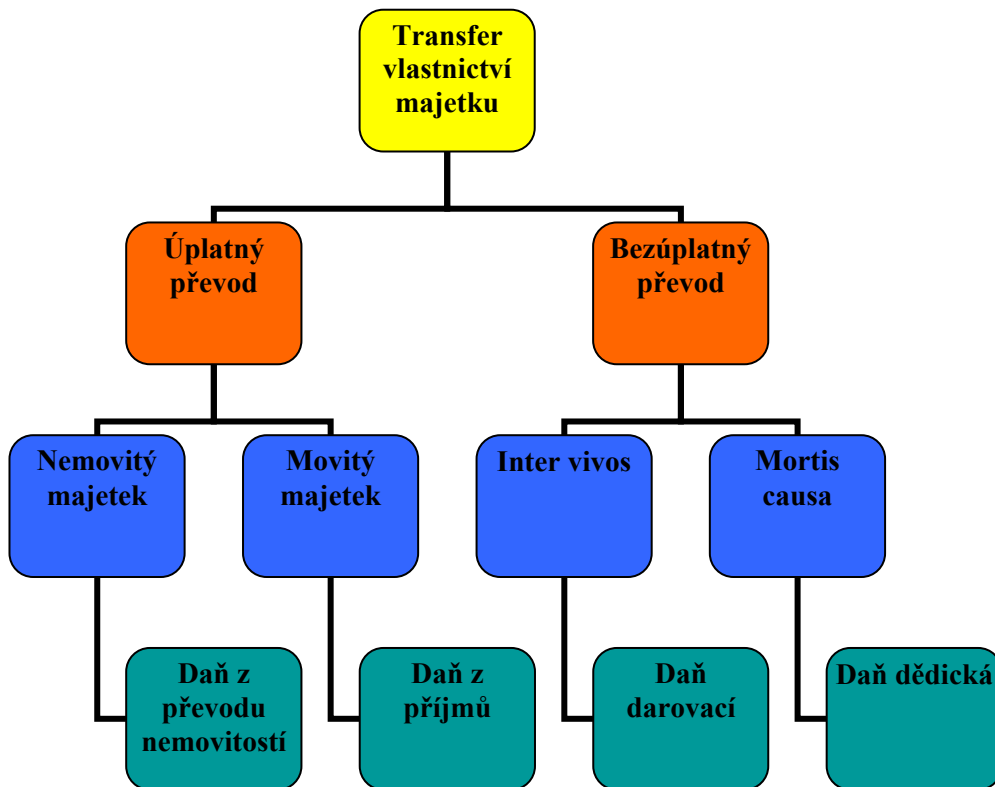 Transfer
vlastnictví
majetku
Úplatný
převod
Bezúplatný
převod
Nemovitý
majetek
Movitý
majetek
Inter vivos
Mortis
causa
Daň z
převodu
nemovitostí
Daň z
příjmů
Daň
darovací
Daň dědická